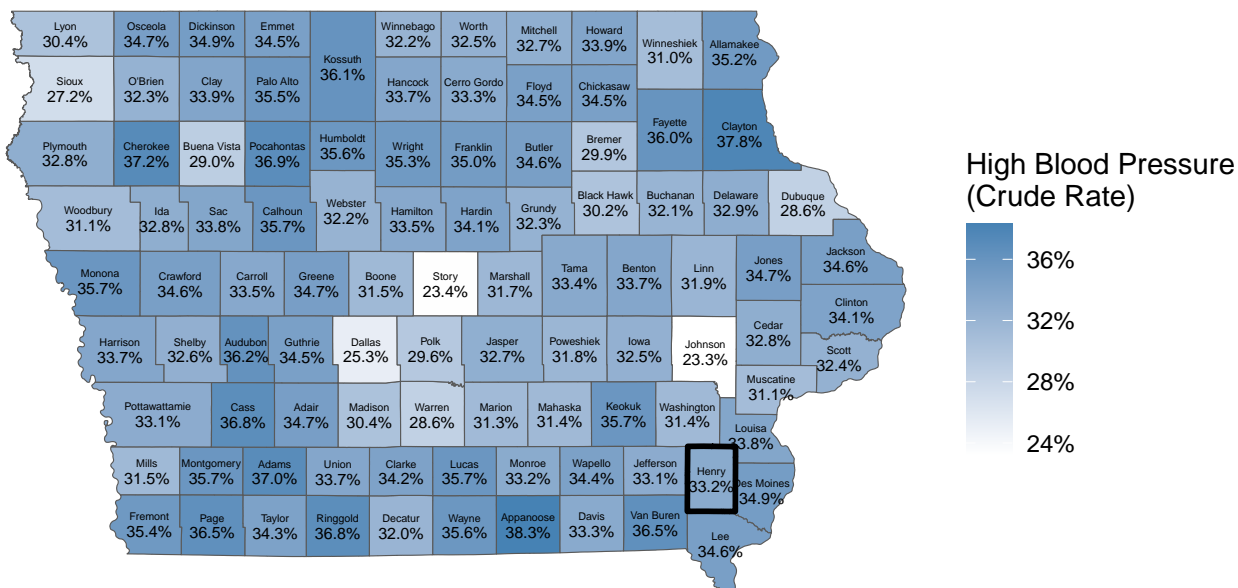 Lyon
30.4%
Osceola
34.7%
Dickinson
34.9%
Emmet
34.5%
Kossuth
36.1%
Winnebago
32.2%
Worth
32.5%
Mitchell
32.7%
Howard
33.9%
Winneshiek
31.0%
Allamakee
35.2%
Sioux
27.2%
O'Brien
32.3%
Clay
33.9%
Palo Alto
35.5%
Hancock
33.7%
Cerro Gordo
33.3%
Floyd
34.5%
Chickasaw
34.5%
Fayette
36.0%
Clayton
37.8%
Plymouth
32.8%
Cherokee
37.2%
Buena Vista
29.0%
Pocahontas
36.9%
Humboldt
35.6%
Wright
35.3%
Franklin
35.0%
Butler
34.6%
Bremer
29.9%
Woodbury
31.1%
Ida
32.8%
Sac
33.8%
Calhoun
35.7%
Webster
32.2%
Hamilton
33.5%
Hardin
34.1%
Grundy
32.3%
Black Hawk
30.2%
Buchanan
32.1%
Delaware
32.9%
Dubuque
28.6%
Monona
35.7%
Crawford
34.6%
Carroll
33.5%
Greene
34.7%
Boone
31.5%
Story
23.4%
Marshall
31.7%
Tama
33.4%
Benton
33.7%
Linn
31.9%
Jones
34.7%
Jackson
34.6%
Clinton
34.1%
Harrison
33.7%
Shelby
32.6%
Audubon
36.2%
Guthrie
34.5%
Dallas
25.3%
Polk
29.6%
Jasper
32.7%
Poweshiek
31.8%
Iowa
32.5%
Johnson
23.3%
Cedar
32.8%
Scott
32.4%
Muscatine
31.1%
Pottawattamie
33.1%
Cass
36.8%
Adair
34.7%
Madison
30.4%
Warren
28.6%
Marion
31.3%
Mahaska
31.4%
Keokuk
35.7%
Washington
31.4%
Louisa
33.8%
Mills
31.5%
Montgomery
35.7%
Adams
37.0%
Union
33.7%
Clarke
34.2%
Lucas
35.7%
Monroe
33.2%
Wapello
34.4%
Jefferson
33.1%
Henry
33.2%
Des Moines
34.9%
Fremont
35.4%
Page
36.5%
Taylor
34.3%
Ringgold
36.8%
Decatur
32.0%
Wayne
35.6%
Appanoose
38.3%
Davis
33.3%
Van Buren
36.5%
Lee
34.6%
High Blood Pressure
(Crude Rate)
36%
32%
28%
24%